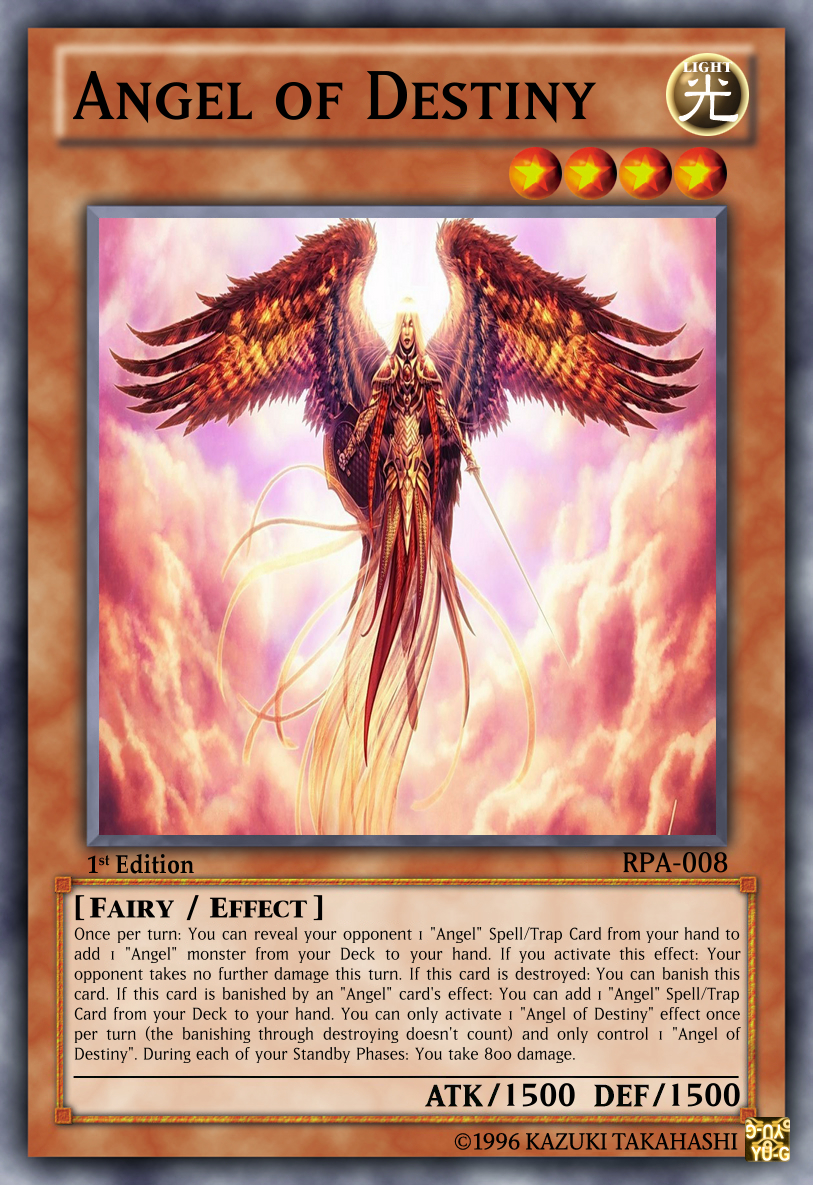 Angel of Destiny
LIGHT
光
1st Edition
RPA-008
[ Fairy / Effect ]
Once per turn: You can reveal your opponent 1 "Angel" Spell/Trap Card from your hand to
add 1 "Angel" monster from your Deck to your hand. If you activate this effect: Your
opponent takes no further damage this turn. If this card is destroyed: You can banish this
card. If this card is banished by an "Angel" card's effect: You can add 1 "Angel" Spell/Trap
Card from your Deck to your hand. You can only activate 1 "Angel of Destiny" effect once
per turn (the banishing through destroying doesn't count) and only control 1 "Angel of
Destiny". During each of your Standby Phases: You take 800 damage.
ATK/1500 DEF/1500
©1996 KAZUKI TAKAHASHI
YU-G